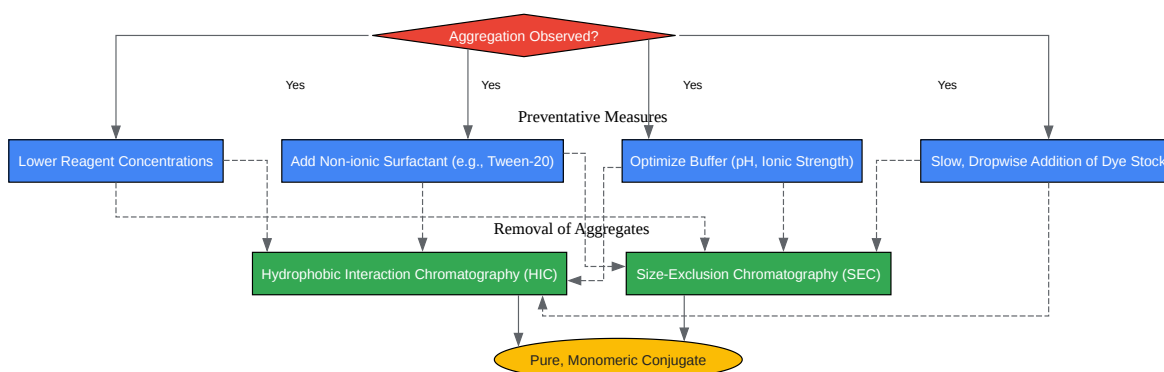 Aggregation Observed?
Yes
Yes
Yes
Yes
Preventative Measures
Lower Reagent Concentrations
Add Non-ionic Surfactant (e.g., Tween-20)
Optimize Buffer (pH, Ionic Strength)
Slow, Dropwise Addition of Dye Stock
Removal of Aggregates
Hydrophobic Interaction Chromatography (HIC)
Size-Exclusion Chromatography (SEC)
Pure, Monomeric Conjugate